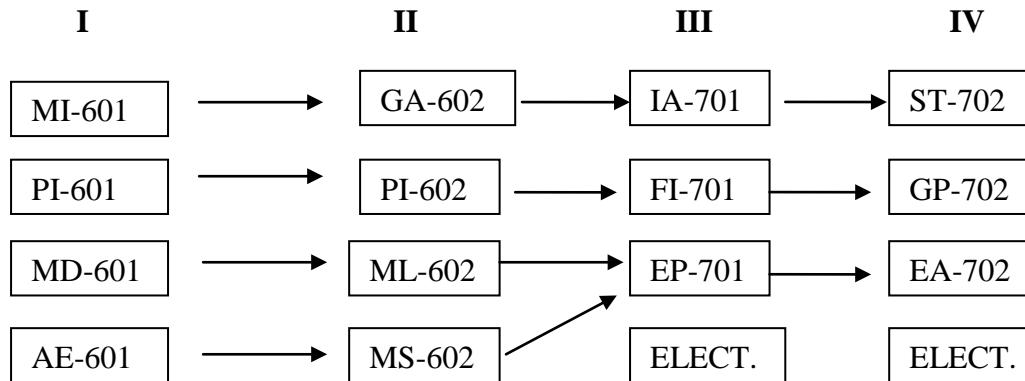 I II III IV
MI-601 GA-602 IA-701 ST-702
PI-601 PI-602 FI-701 GP-702
MD-601 ML-602 EP-701 EA-702
AE-601 MS-602 ELECT. ELECT.